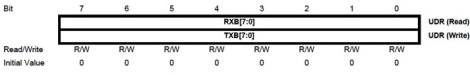 Bit 7 6 5 4 3 2 1 0
RXB[7:0] UDR (Read)
TXB[7:0] UDR (Write)
Read/Write R/W R/W R/W R/W R/W R/W R/W R/W
Initial Value 0 0 0 0 0 0 0 0